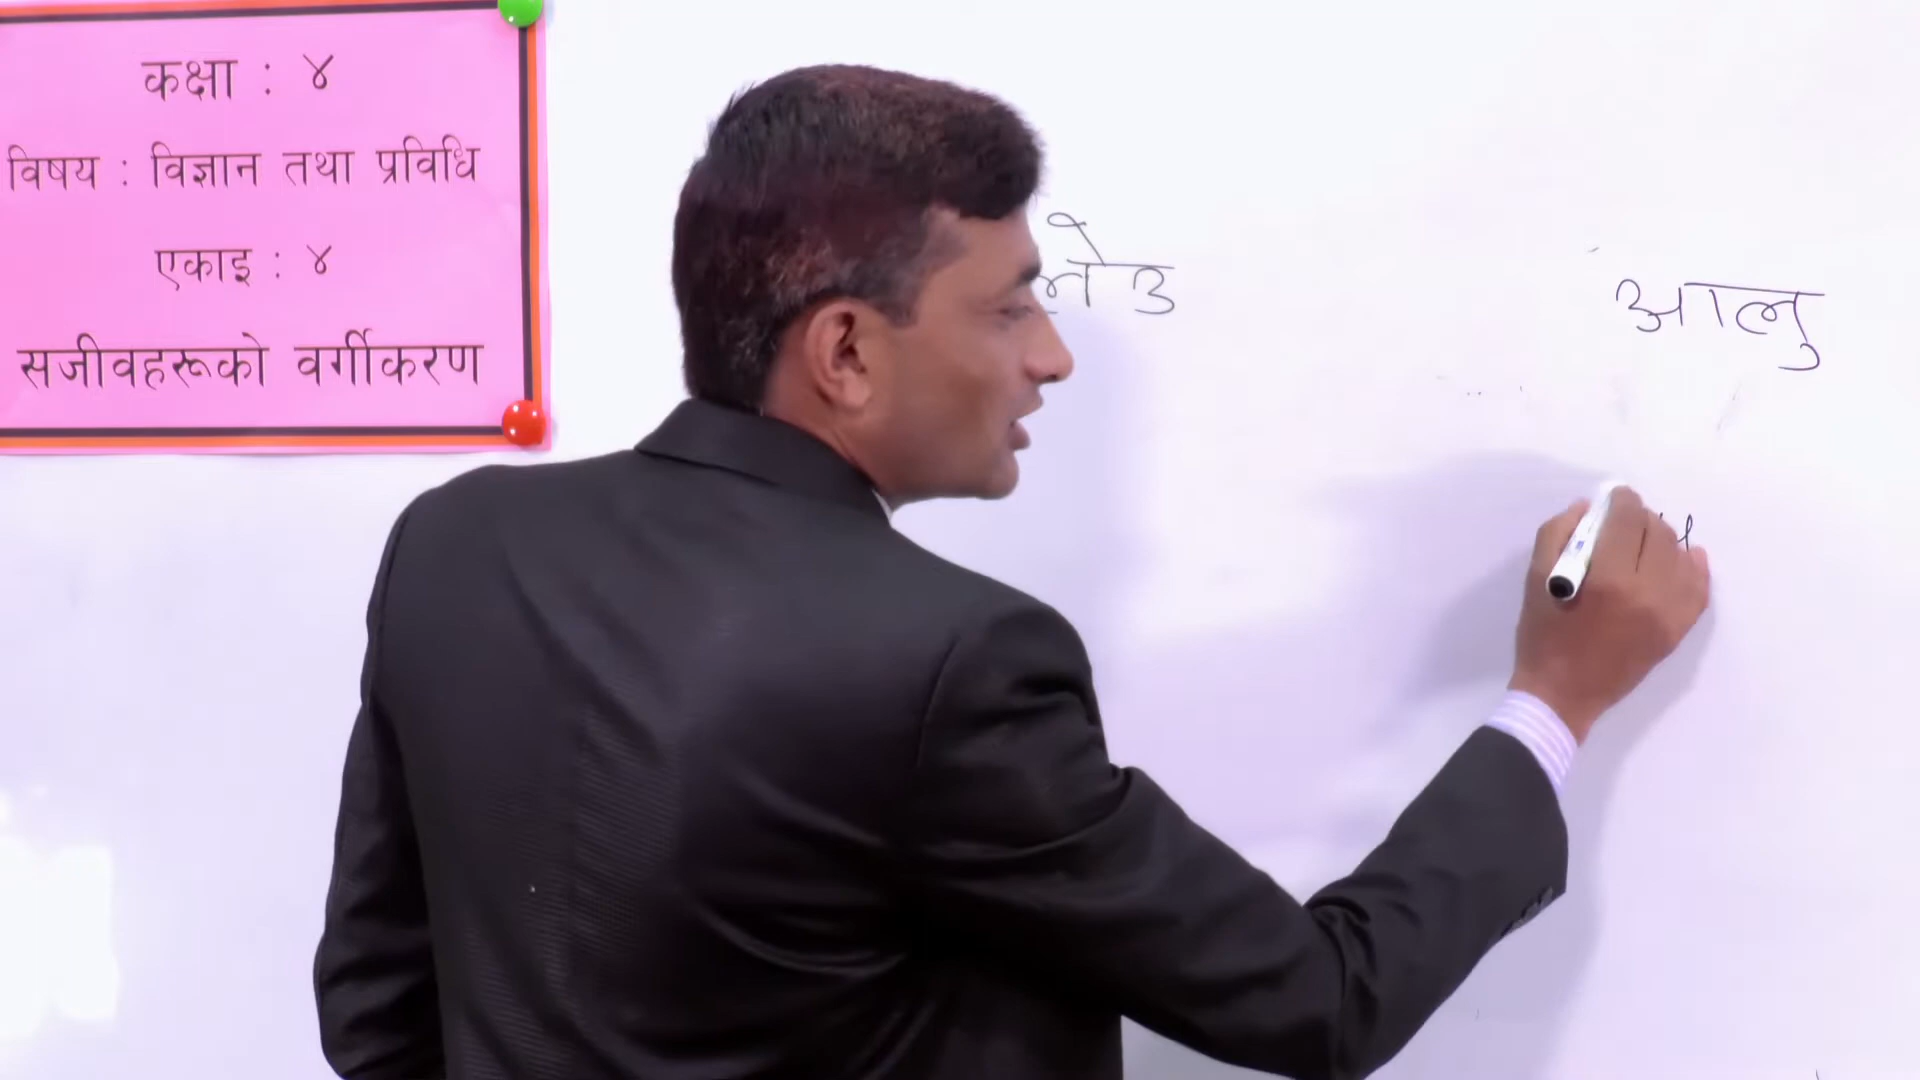 कक्षा : ४
विषय : विज्ञान तथा प्रविधि
एकाइ : ४
सजीवहरूको वर्गीकरण
आलु